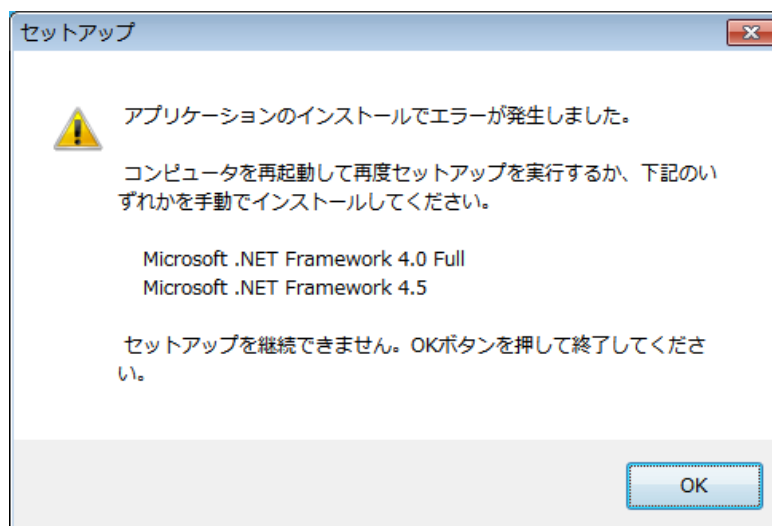 セットアップ
アプリケーションのインストールでエラーが発生しました。
コンピュータを再起動して再度セットアップを実行するか、下記のい
ずれかを手動でインストールしてください。
Microsoft .NET Framework 4.0 Full
Microsoft .NET Framework 4.5
セットアップを継続できません。OKボタンを押して終了してくださ
い。
OK